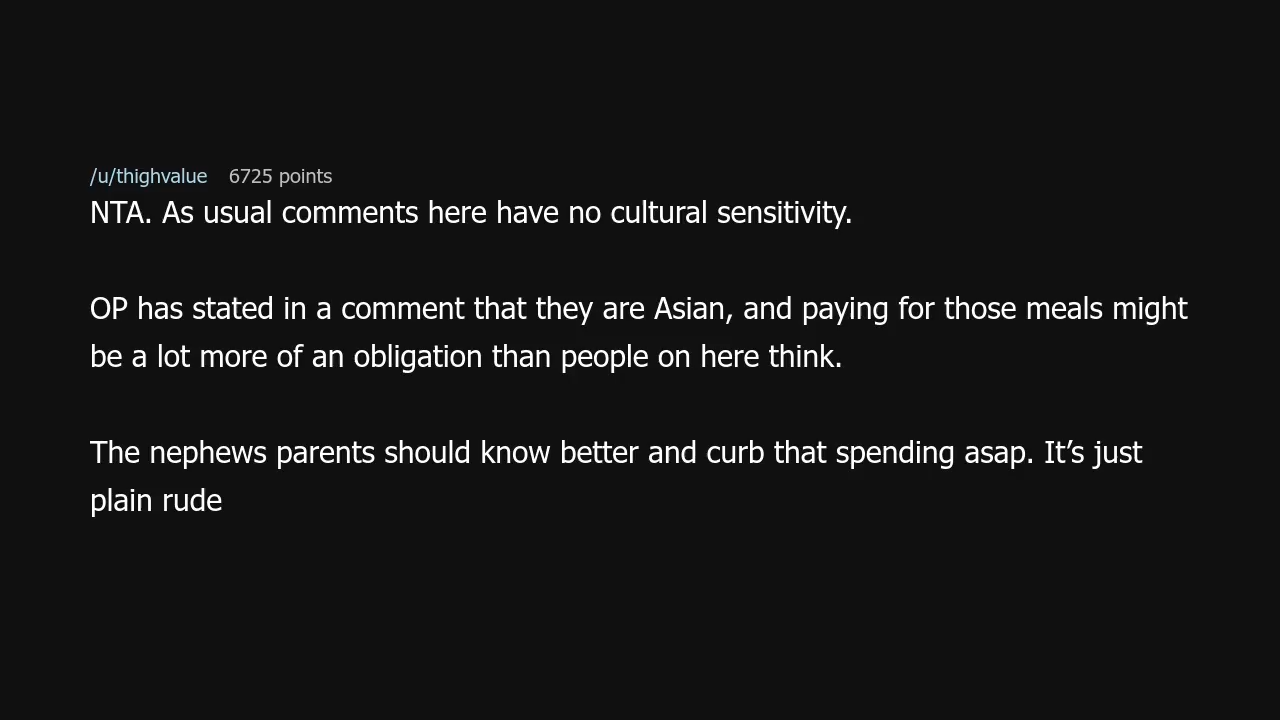 /u/thighvalue 6725 points
NTA. As usual comments here have no cultural sensitivity.
OP has stated in a comment that they are Asian, and paying for those meals might
be a lot more of an obligation than people on here think.
The nephews parents should know better and curb that spending asap. It’s just
plain rude